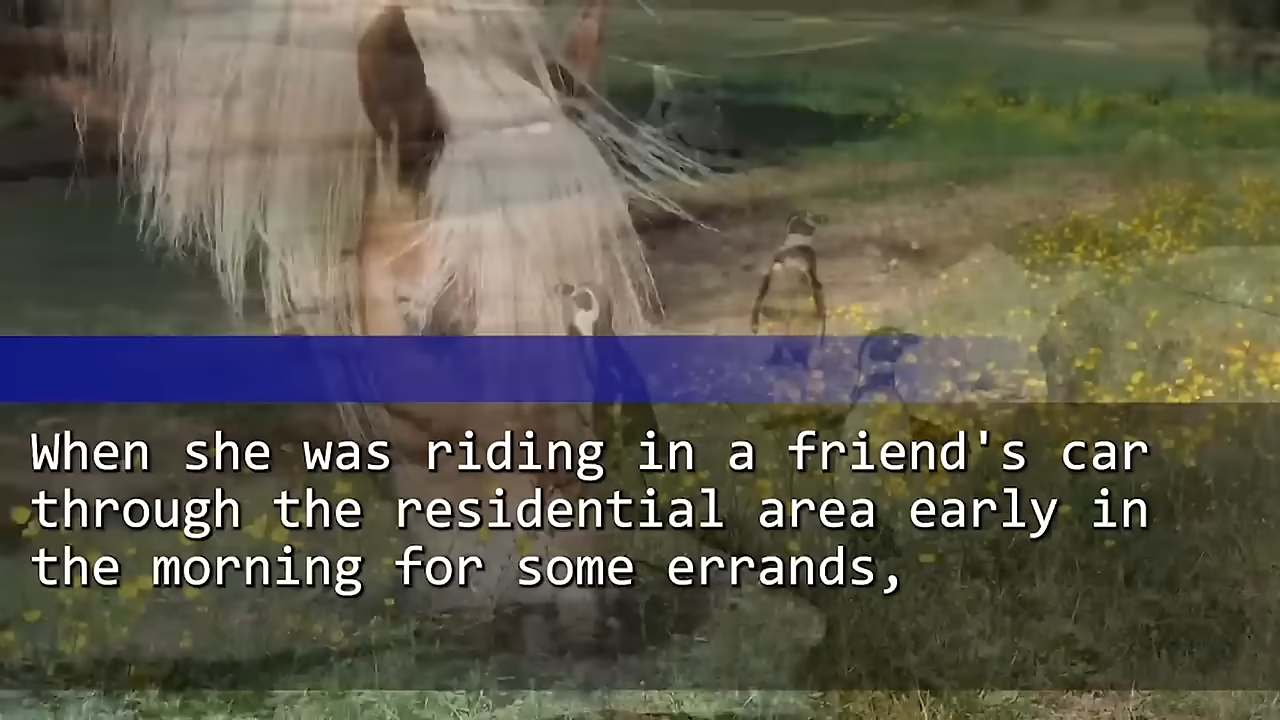 When she was riding in a friend's car
through the residential area early in
the morning for some errands,